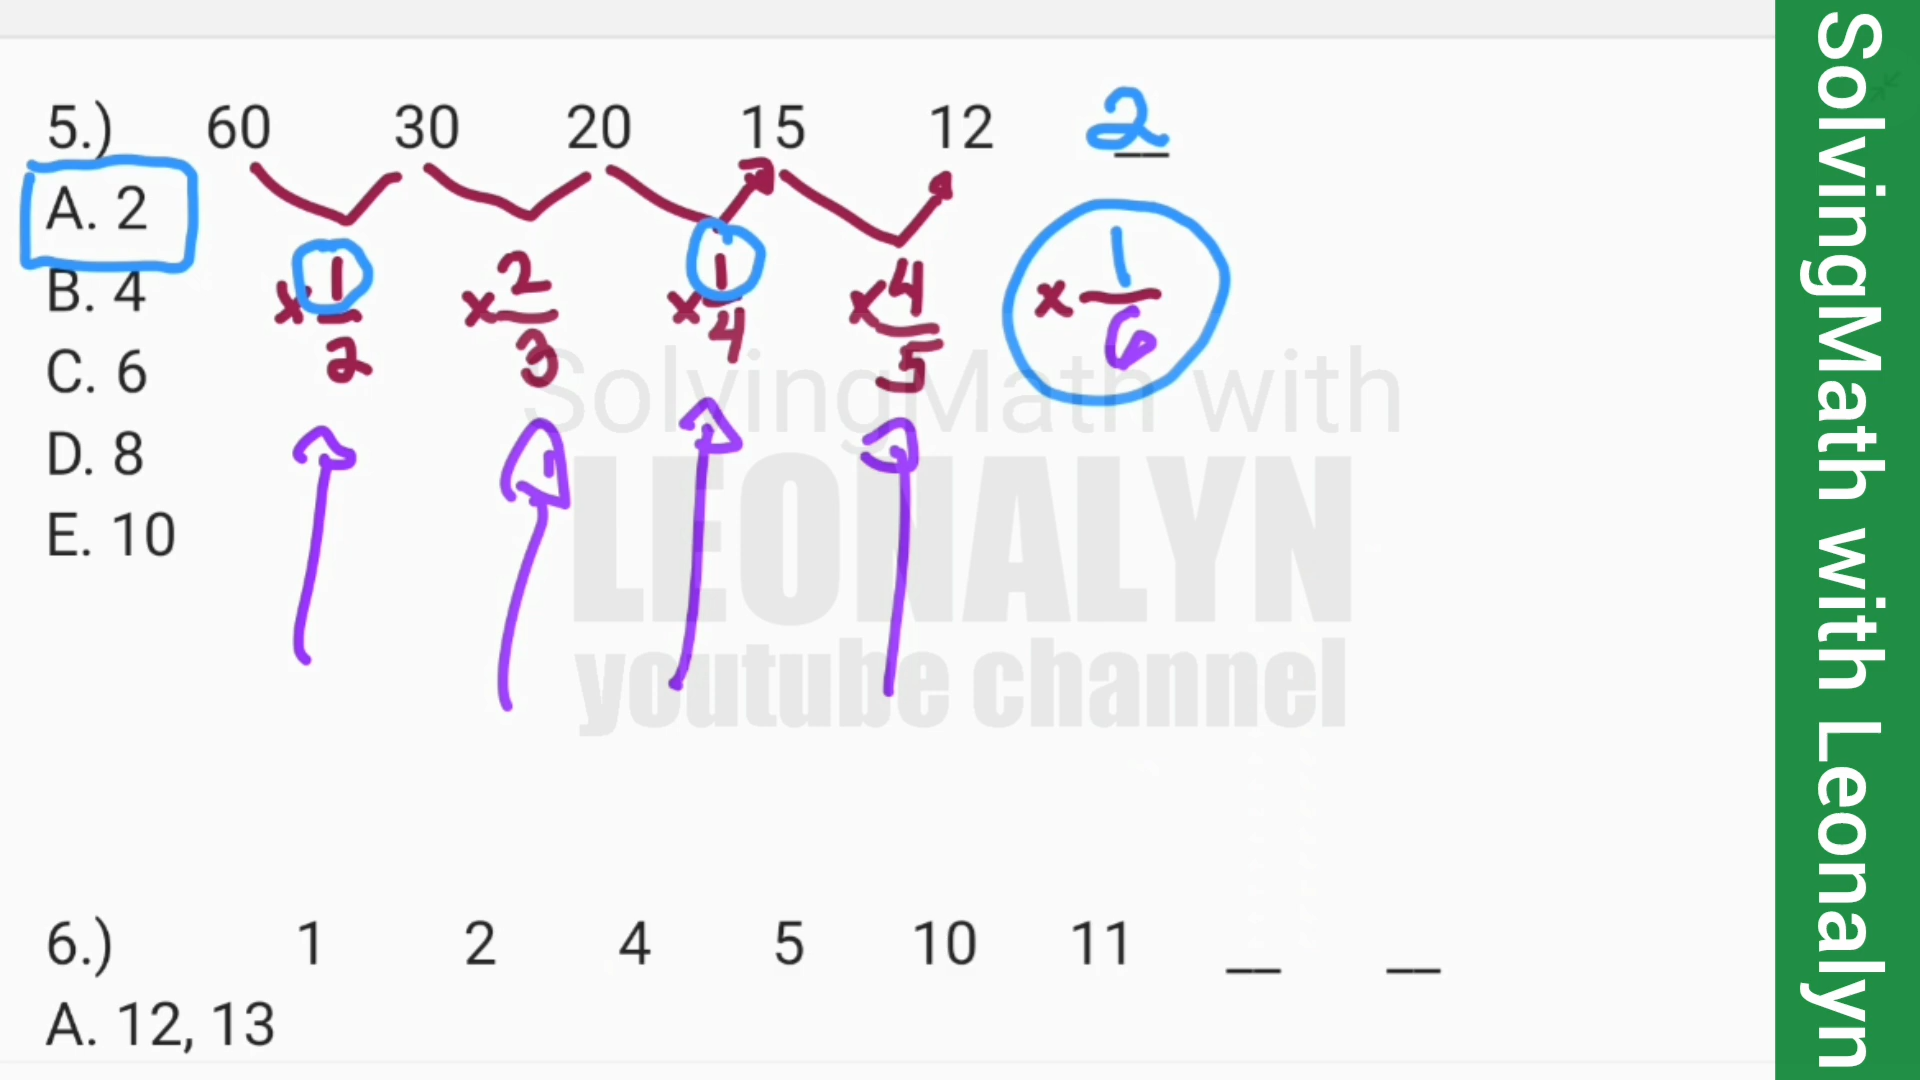 5.) 60 30 20 15 12 2
A. 2
B. 4
C. 6
D. 8
E. 10
x 1/2 x 2/3 x 1/4 x 4/5 x 1/6
SolvingMath with
LEONALYN
youtube channel
6.) 1 2 4 5 10 11 __ __
A. 12, 13
SolvingMath with Leonalyn